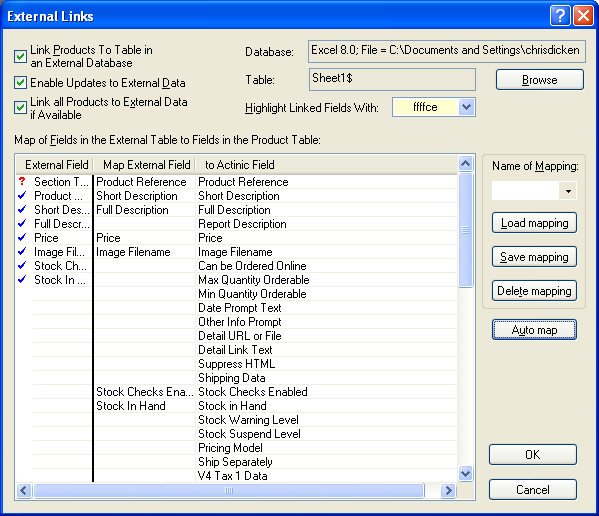 External Links
Link Products To Table in
an External Database
Enable Updates to External Data
Link all Products to External Data
if Available
Database:
Excel 8.0; File = C:\Documents and Settings\chrisdicken
Table:
Sheet1$
Browse
Highlight Linked Fields With:
ffffce
Map of Fields in the External Table to Fields in the Product Table:
External Field Map External Field to Actinic Field
? Section T... Product Reference Product Reference
Product ... Short Description Short Description
Short Des... Full Description Full Description
Full Descr... Report Description
Price Price Price
Image Fil... Image Filename Image Filename
Stock Ch... Can be Ordered Online
Stock In ... Max Quantity Orderable
Min Quantity Orderable
Date Prompt Text
Other Info Prompt
Detail URL or File
Detail Link Text
Suppress HTML
Shipping Data
Stock Checks Ena... Stock Checks Enabled
Stock In Hand Stock in Hand
Stock Warning Level
Stock Suspend Level
Pricing Model
Ship Separately
V4 Tax 1 Data
Name of Mapping:
Load mapping
Save mapping
Delete mapping
Auto map
OK
Cancel